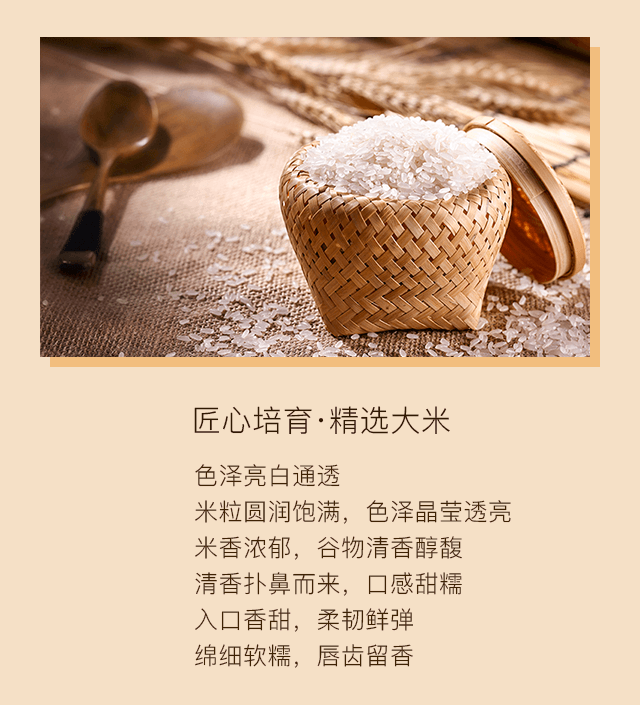 匠心培育·精选大米
色泽亮白通透
米粒圆润饱满，色泽晶莹透亮
米香浓郁，谷物清香醇馥
清香扑鼻而来，口感甜糯
入口香甜，柔韧鲜弹
绵细软糯，唇齿留香